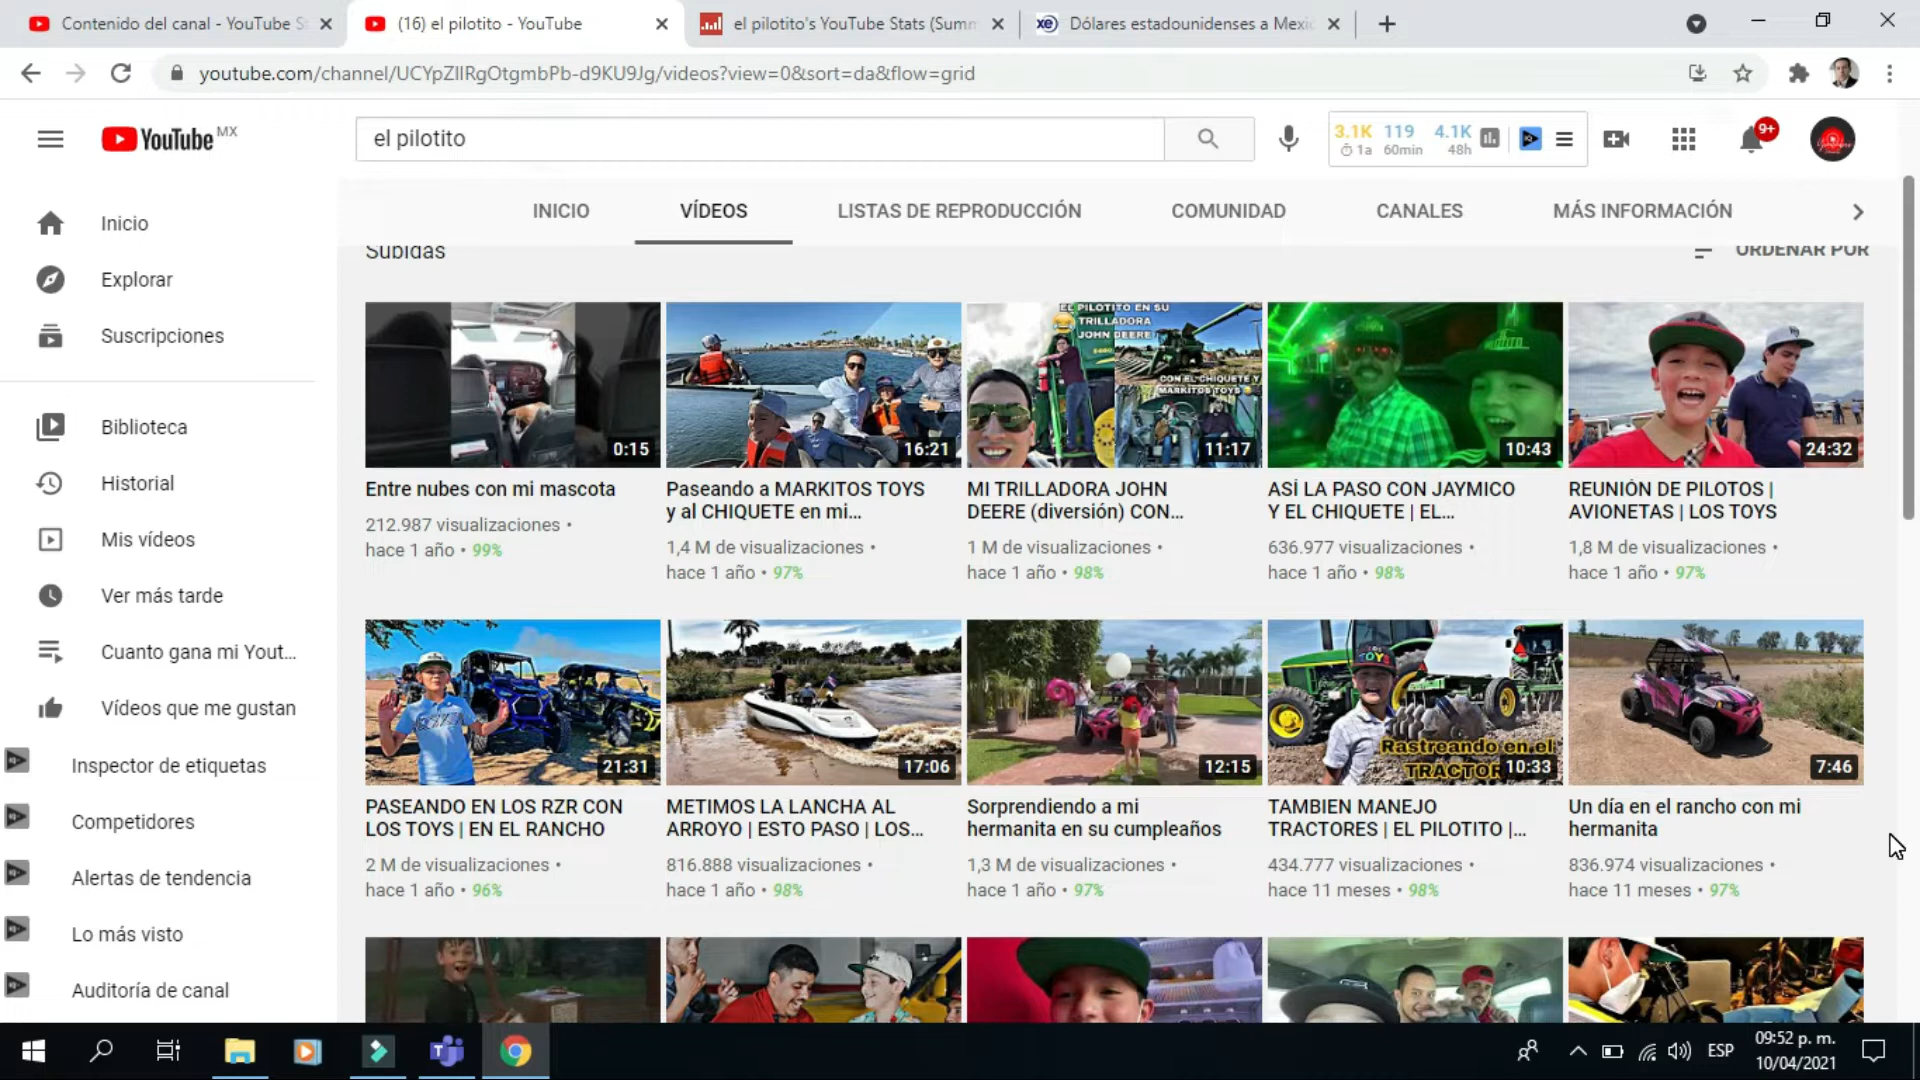 Contenido del canal - YouTube S
(16) el pilotito - YouTube
el pilotito's YouTube Stats (Summ
xe Dólares estadounidenses a Mexi
youtube.com/channel/UCYpZIIRgOtgmbPb-d9KU9Jg/videos?view=0&sort=da&flow=grid
YouTube MX
el pilotito
3.1K 119 4.1K
1a 60min 48h
9+
INICIO VÍDEOS LISTAS DE REPRODUCCIÓN COMUNIDAD CANALES MÁS INFORMACIÓN
Subidas
ORDENAR POR
Inicio
Explorar
Suscripciones
Biblioteca
Historial
Mis vídeos
Ver más tarde
Cuanto gana mi Yout...
Vídeos que me gustan
Inspector de etiquetas
Competidores
Alertas de tendencia
Lo más visto
Auditoría de canal
0:15
Entre nubes con mi mascota
212.987 visualizaciones •
hace 1 año • 99%
16:21
Paseando a MARKITOS TOYS
y al CHIQUETE en mi...
1,4 M de visualizaciones •
hace 1 año • 97%
EL PILOTITO EN SU
TRILLADORA
JOHN DEERE
CON EL CHIQUETE Y
MARKITOS TOYS
11:17
MI TRILLADORA JOHN
DEERE (diversión) CON...
1 M de visualizaciones •
hace 1 año • 98%
10:43
ASÍ LA PASO CON JAYMICO
Y EL CHIQUETE | EL...
636.977 visualizaciones •
hace 1 año • 98%
24:32
REUNIÓN DE PILOTOS |
AVIONETAS | LOS TOYS
1,8 M de visualizaciones •
hace 1 año • 97%
21:31
PASEANDO EN LOS RZR CON
LOS TOYS | EN EL RANCHO
2 M de visualizaciones •
hace 1 año • 96%
17:06
METIMOS LA LANCHA AL
ARROYO | ESTO PASO | LOS...
816.888 visualizaciones •
hace 1 año • 98%
12:15
Sorprendiendo a mi
hermanita en su cumpleaños
1,3 M de visualizaciones •
hace 1 año • 97%
TOYS
Rastreando en el
TRACTOR
10:33
TAMBIEN MANEJO
TRACTORES | EL PILOTITO |...
434.777 visualizaciones •
hace 11 meses • 98%
7:46
Un día en el rancho con mi
hermanita
836.974 visualizaciones •
hace 11 meses • 97%
ESP
09:52 p. m.
10/04/2021